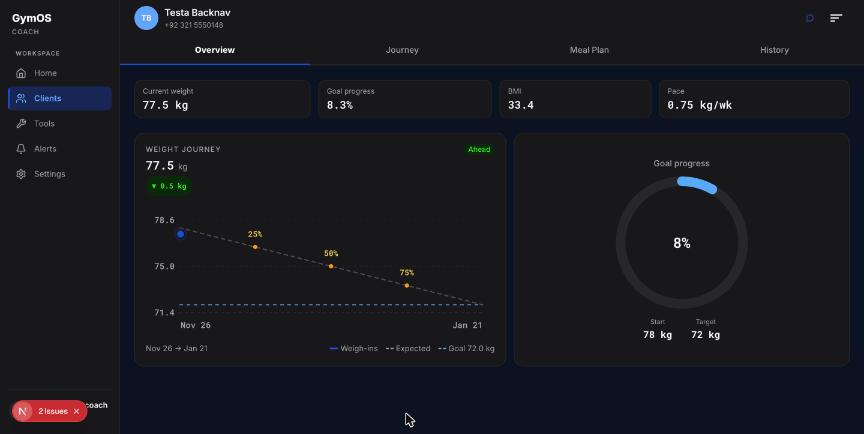 GymOS
COACH
WORKSPACE
Home
Clients
Tools
Alerts
Settings
N 2 Issues ×
coach
TB
Testa Backnav
+92 321 5550148
Overview
Journey
Meal Plan
History
Current weight
77.5 kg
Goal progress
8.3%
BMI
33.4
Pace
0.75 kg/wk
WEIGHT JOURNEY
Ahead
77.5 kg
▼ 0.5 kg
78.6
75.0
71.4
25%
50%
75%
Nov 26
Jan 21
Nov 26 → Jan 21
Weigh-ins
Expected
Goal 72.0 kg
Goal progress
8%
Start
78 kg
Target
72 kg